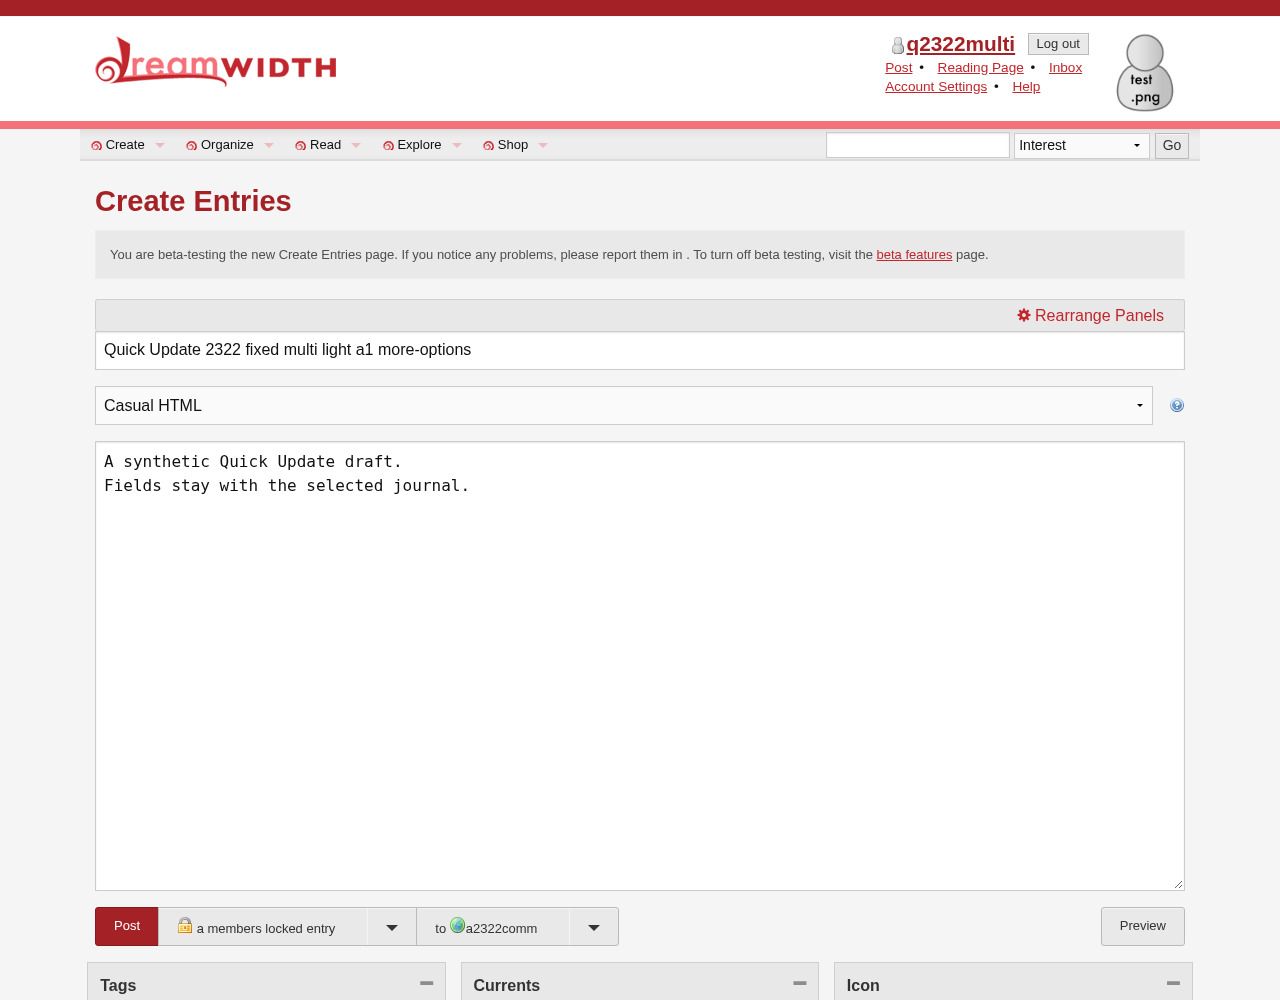 dreamWIDTH
q2322multi Log out
Post • Reading Page • Inbox
Account Settings • Help
test
.png
Create Organize Read Explore Shop Interest Go
Create Entries
You are beta-testing the new Create Entries page. If you notice any problems, please report them in . To turn off beta testing, visit the beta features page.
Rearrange Panels
Quick Update 2322 fixed multi light a1 more-options
Casual HTML
A synthetic Quick Update draft.
Fields stay with the selected journal.
Post a members locked entry to a2322comm Preview
Tags Currents Icon